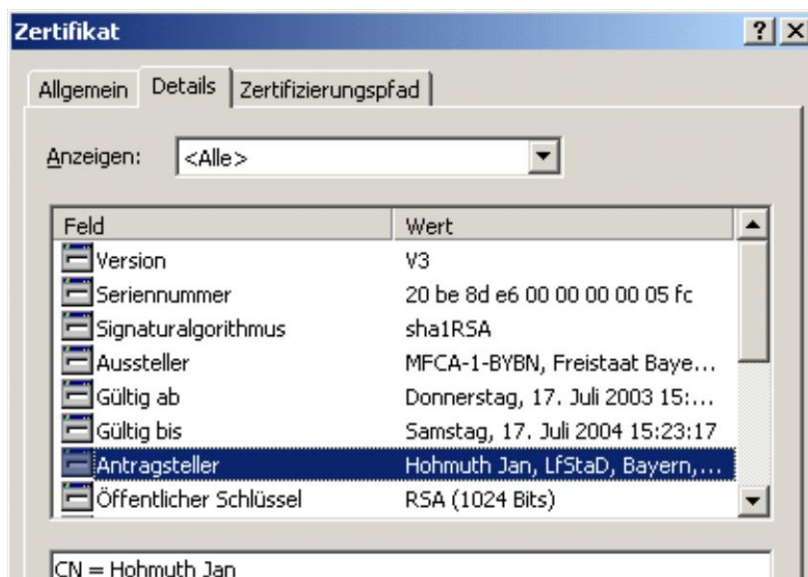 Zertifikat
Allgemein Details Zertifizierungspfad
Anzeigen: <Alle>
Feld Wert
Version V3
Seriennummer 20 be 8d e6 00 00 00 00 05 fc
Signaturalgorithmus sha1RSA
Aussteller MFCA-1-BYBN, Freistaat Baye...
Gültig ab Donnerstag, 17. Juli 2003 15:...
Gültig bis Samstag, 17. Juli 2004 15:23:17
Antragsteller Hohmuth Jan, LfStaD, Bayern,...
Öffentlicher Schlüssel RSA (1024 Bits)
CN = Hohmuth Jan